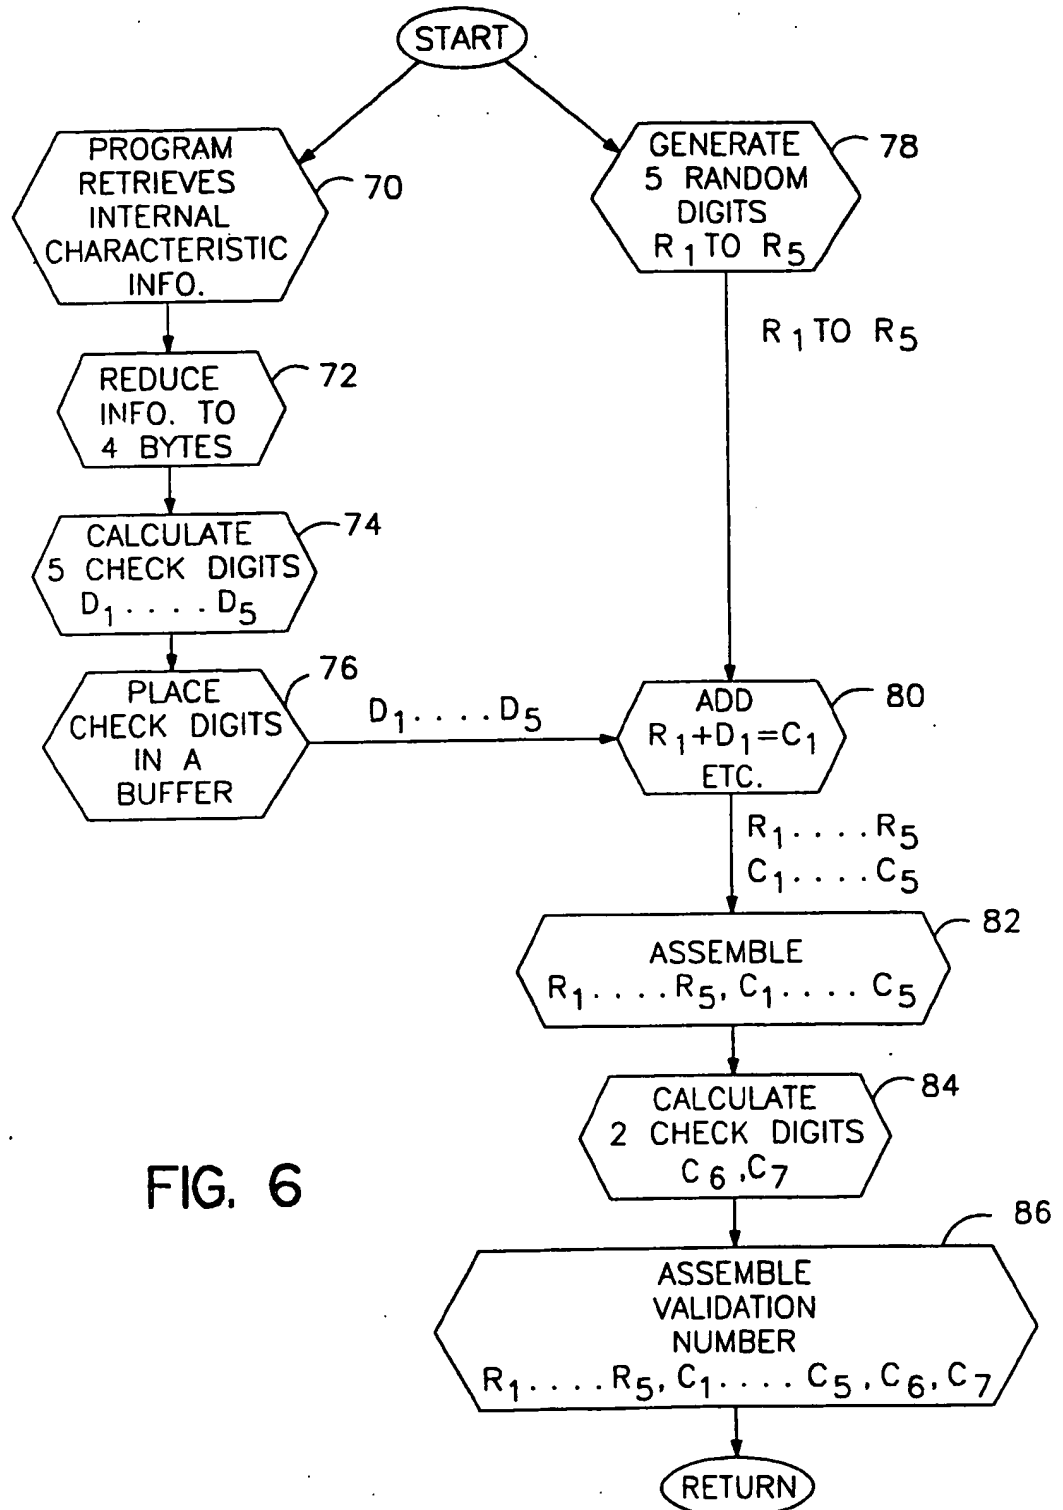 START
PROGRAM
RETRIEVES
INTERNAL
CHARACTERISTIC
INFO.
70
GENERATE
5 RANDOM
DIGITS
R1 TO R5
78
R1 TO R5
REDUCE
INFO. TO
4 BYTES
72
CALCULATE
5 CHECK DIGITS
D1 . . . . D5
74
PLACE
CHECK DIGITS
IN A
BUFFER
76
D1 . . . . D5
ADD
R1+D1=C1
ETC.
80
R1 . . . . R5
C1 . . . . C5
ASSEMBLE
R1 . . . . R5, C1 . . . . C5
82
CALCULATE
2 CHECK DIGITS
C6 ,C7
84
ASSEMBLE
VALIDATION
NUMBER
R1 . . . . R5, C1 . . . . C5, C6, C7
86
RETURN
FIG. 6